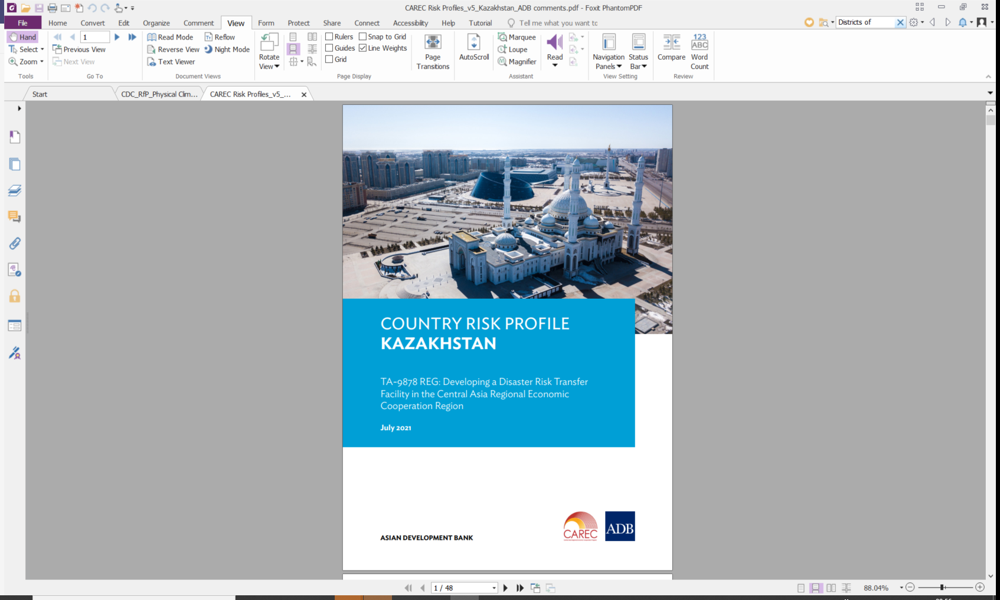 CAREC Risk Profiles_v5_Kazakhstan_ADB comments.pdf - Foxit PhantomPDF
File Home Convert Edit Organize Comment View Form Protect Share Connect Accessibility Help Tutorial Tell me what you want tc Districts of
Hand 1 Read Mode Reflow Rulers Snap to Grid Marquee
Select Previous View Reverse View Night Mode Guides Line Weights Loupe
Zoom Next View Text Viewer Grid Magnifier
Rotate View
Page Transitions
AutoScroll
Read
Navigation Panels
Status Bar
Compare
123 ABC
Word Count
Tools Go To Document Views Page Display Assistant View Setting Review
Start CDC_RfP_Physical Clim... CAREC Risk Profiles_v5_...
COUNTRY RISK PROFILE
KAZAKHSTAN
TA-9878 REG: Developing a Disaster Risk Transfer
Facility in the Central Asia Regional Economic
Cooperation Region
July 2021
ASIAN DEVELOPMENT BANK
CAREC
ADB
1 / 48 88.04%